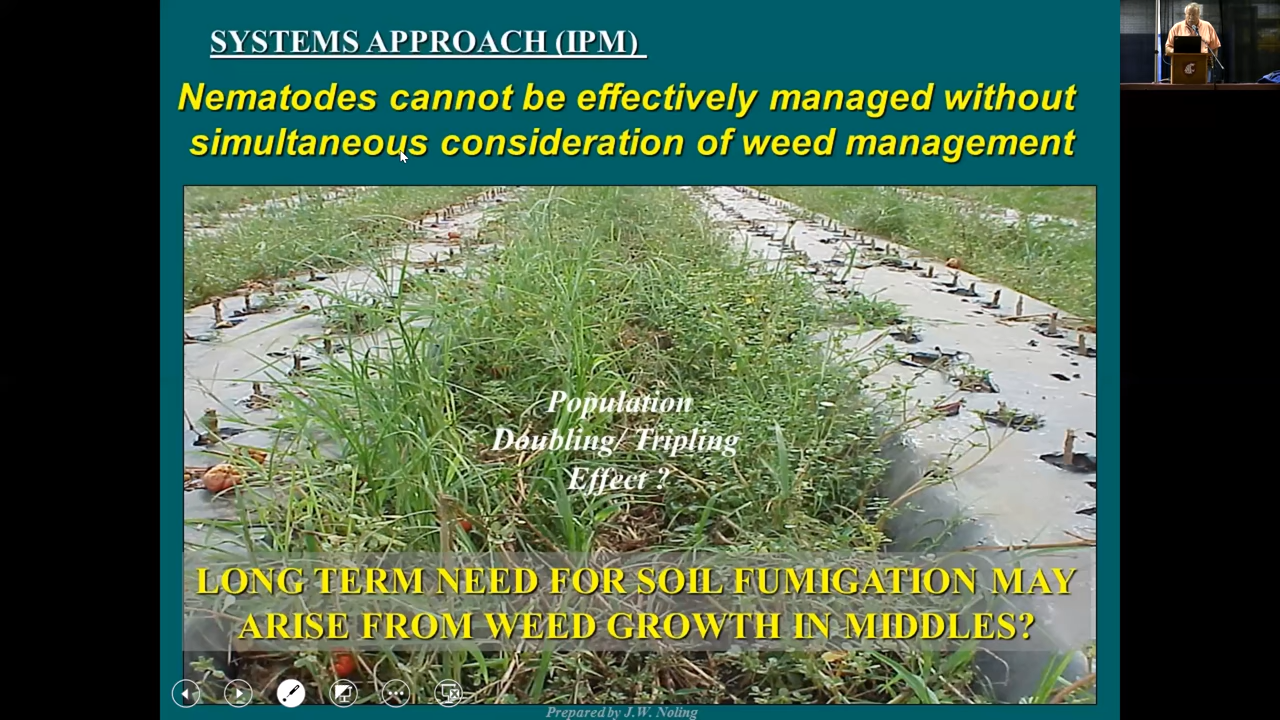 SYSTEMS APPROACH (IPM)
Nematodes cannot be effectively managed without
simultaneous consideration of weed management
Population
Doubling/ Tripling
Effect ?
LONG TERM NEED FOR SOIL FUMIGATION MAY
ARISE FROM WEED GROWTH IN MIDDLES?
Prepared by J.W. Noling